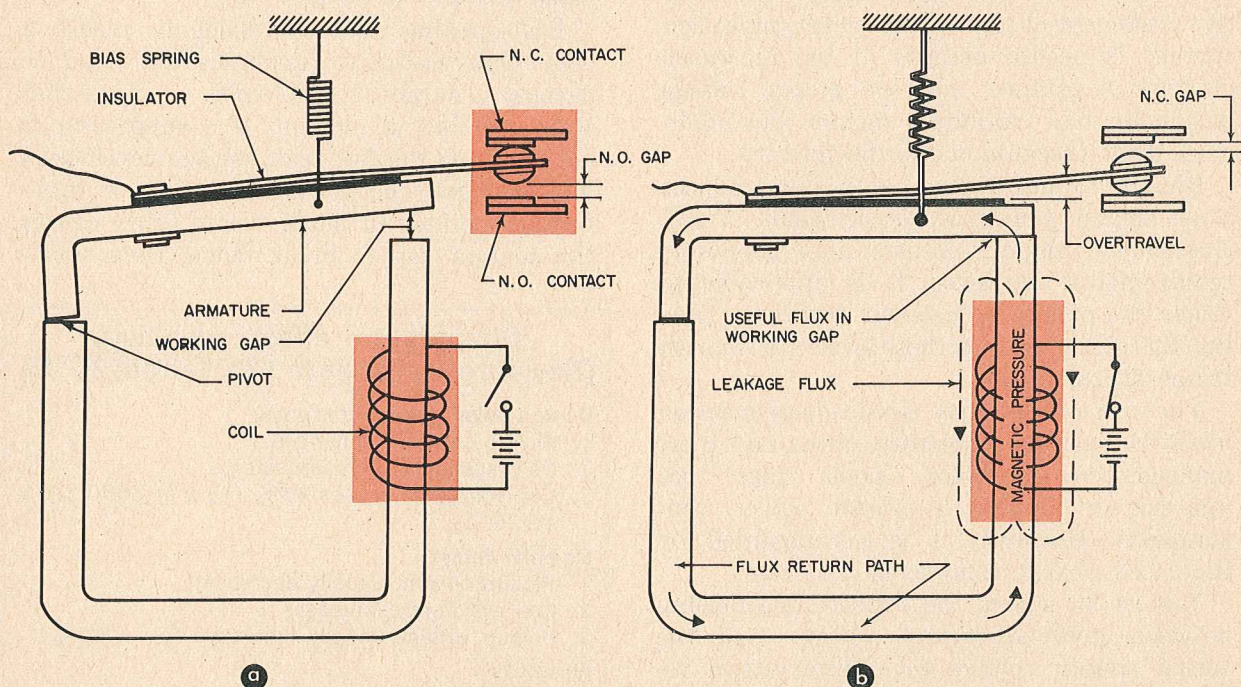 BIAS SPRING
INSULATOR
N. C. CONTACT
N. O. GAP
N. O. CONTACT
ARMATURE
WORKING GAP
PIVOT
COIL
a
N.C. GAP
OVERTRAVEL
USEFUL FLUX IN
WORKING GAP
LEAKAGE FLUX
MAGNETIC PRESSURE
FLUX RETURN PATH
b